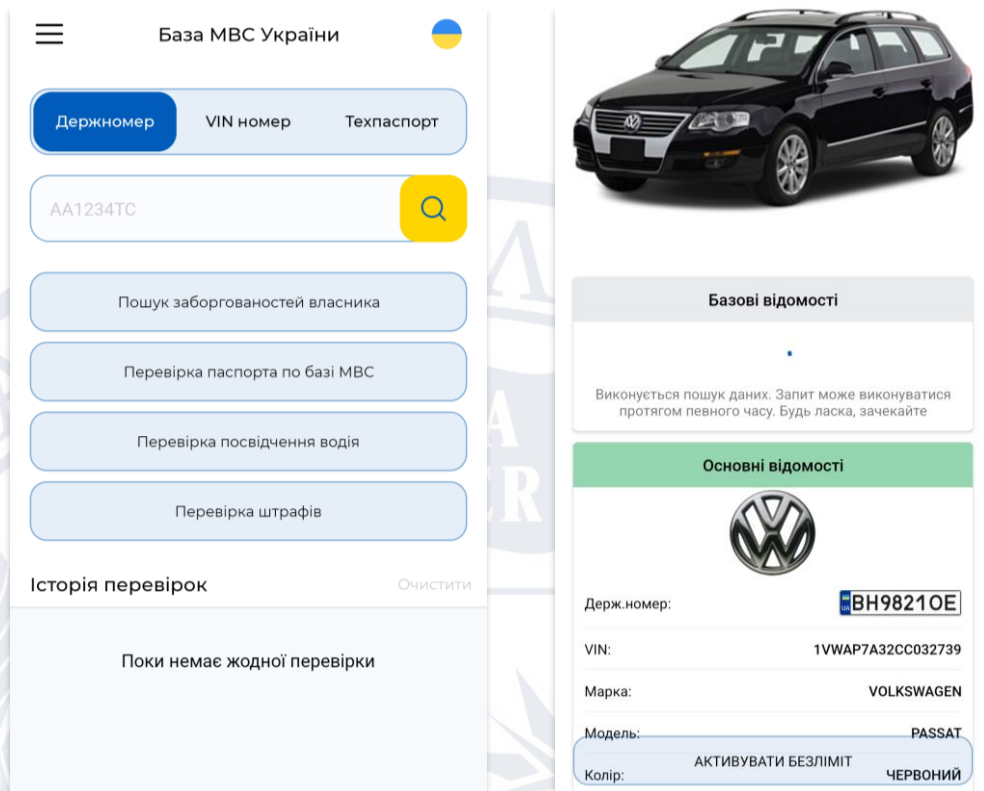 База МВС України
Держномер
VIN номер
Техпаспорт
AA1234TC
Пошук заборгованостей власника
Перевірка паспорта по базі МВС
Перевірка посвідчення водія
Перевірка штрафів
Історія перевірок
Очистити
Поки немає жодної перевірки
Базові відомості
Виконується пошук даних. Запит може виконуватися
протягом певного часу. Будь ласка, зачекайте
Основні відомості
Держ.номер:
UA BH9821OE
VIN:
1VWAP7A32CC032739
Марка:
VOLKSWAGEN
Модель:
PASSAT
АКТИВУВАТИ БЕЗЛІМІТ
Колір:
ЧЕРВОНИЙ